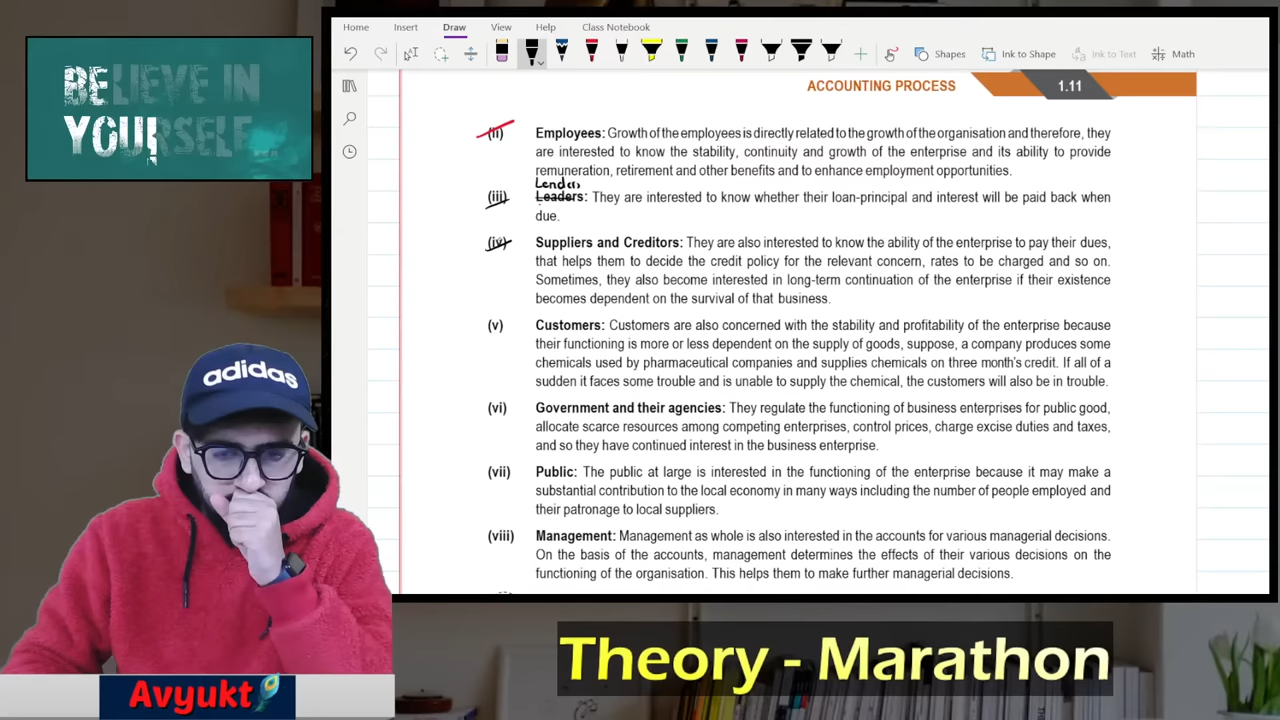 BELIEVE IN
YOURSELF
adidas
Avyukt
Home Insert Draw View Help Class Notebook
Shapes Ink to Shape Ink to Text Math
ACCOUNTING PROCESS 1.11
(ii) Employees: Growth of the employees is directly related to the growth of the organisation and therefore, they
are interested to know the stability, continuity and growth of the enterprise and its ability to provide
remuneration, retirement and other benefits and to enhance employment opportunities.
Lenders
(iii) Leaders: They are interested to know whether their loan-principal and interest will be paid back when
due.
(iv) Suppliers and Creditors: They are also interested to know the ability of the enterprise to pay their dues,
that helps them to decide the credit policy for the relevant concern, rates to be charged and so on.
Sometimes, they also become interested in long-term continuation of the enterprise if their existence
becomes dependent on the survival of that business.
(v) Customers: Customers are also concerned with the stability and profitability of the enterprise because
their functioning is more or less dependent on the supply of goods, suppose, a company produces some
chemicals used by pharmaceutical companies and supplies chemicals on three month's credit. If all of a
sudden it faces some trouble and is unable to supply the chemical, the customers will also be in trouble.
(vi) Government and their agencies: They regulate the functioning of business enterprises for public good,
allocate scarce resources among competing enterprises, control prices, charge excise duties and taxes,
and so they have continued interest in the business enterprise.
(vii) Public: The public at large is interested in the functioning of the enterprise because it may make a
substantial contribution to the local economy in many ways including the number of people employed and
their patronage to local suppliers.
(viii) Management: Management as whole is also interested in the accounts for various managerial decisions.
On the basis of the accounts, management determines the effects of their various decisions on the
functioning of the organisation. This helps them to make further managerial decisions.
Theory - Marathon